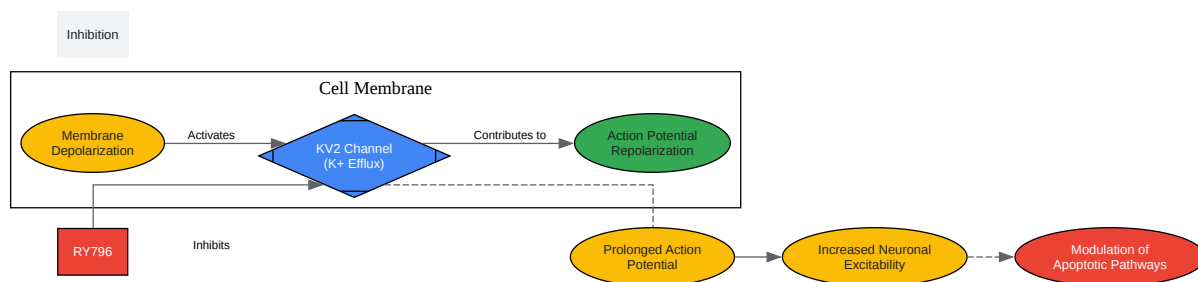 Inhibition
Cell Membrane
Membrane
Depolarization
Activates
KV2 Channel
(K+ Efflux)
Contributes to
Action Potential
Repolarization
RY796
Inhibits
Prolonged Action
Potential
Increased Neuronal
Excitability
Modulation of
Apoptotic Pathways